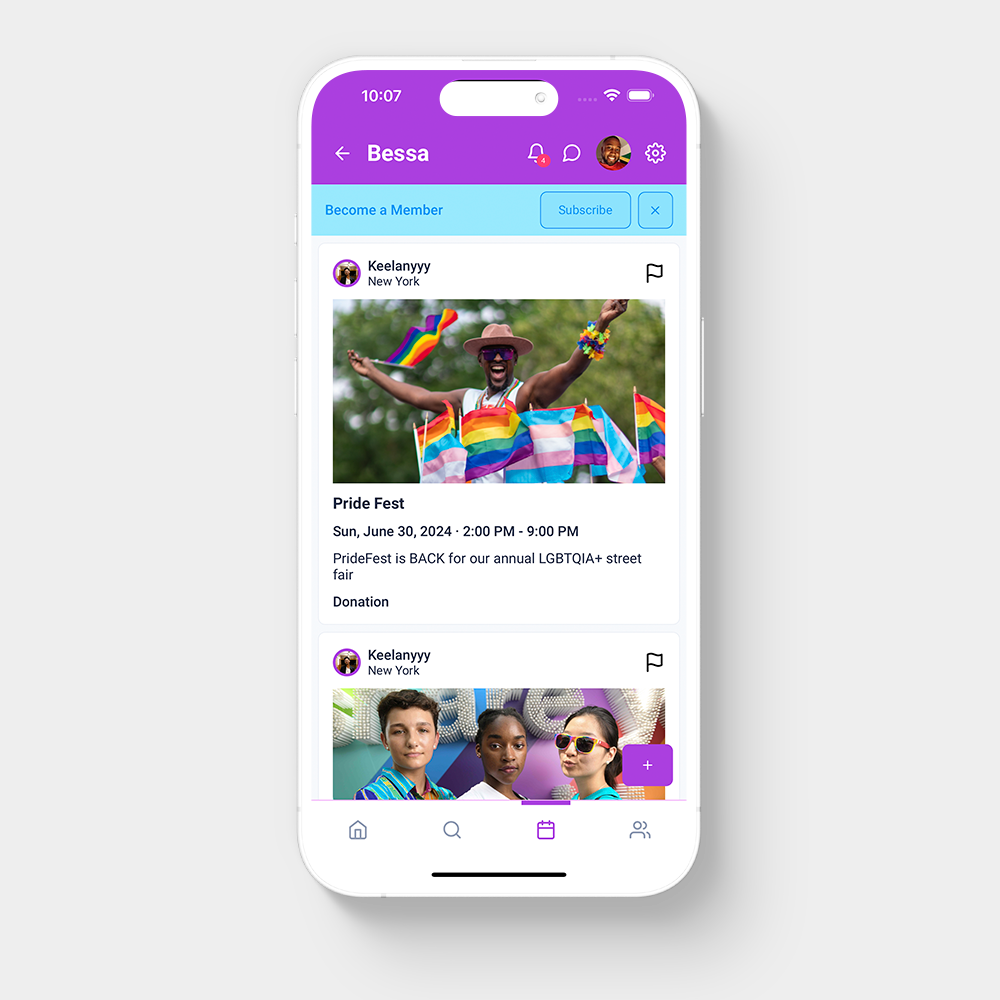 10:07
Bessa
4
Become a Member
Subscribe
Keelanyyy
New York
Pride Fest
Sun, June 30, 2024 · 2:00 PM - 9:00 PM
PrideFest is BACK for our annual LGBTQIA+ street
fair
Donation
Keelanyyy
New York